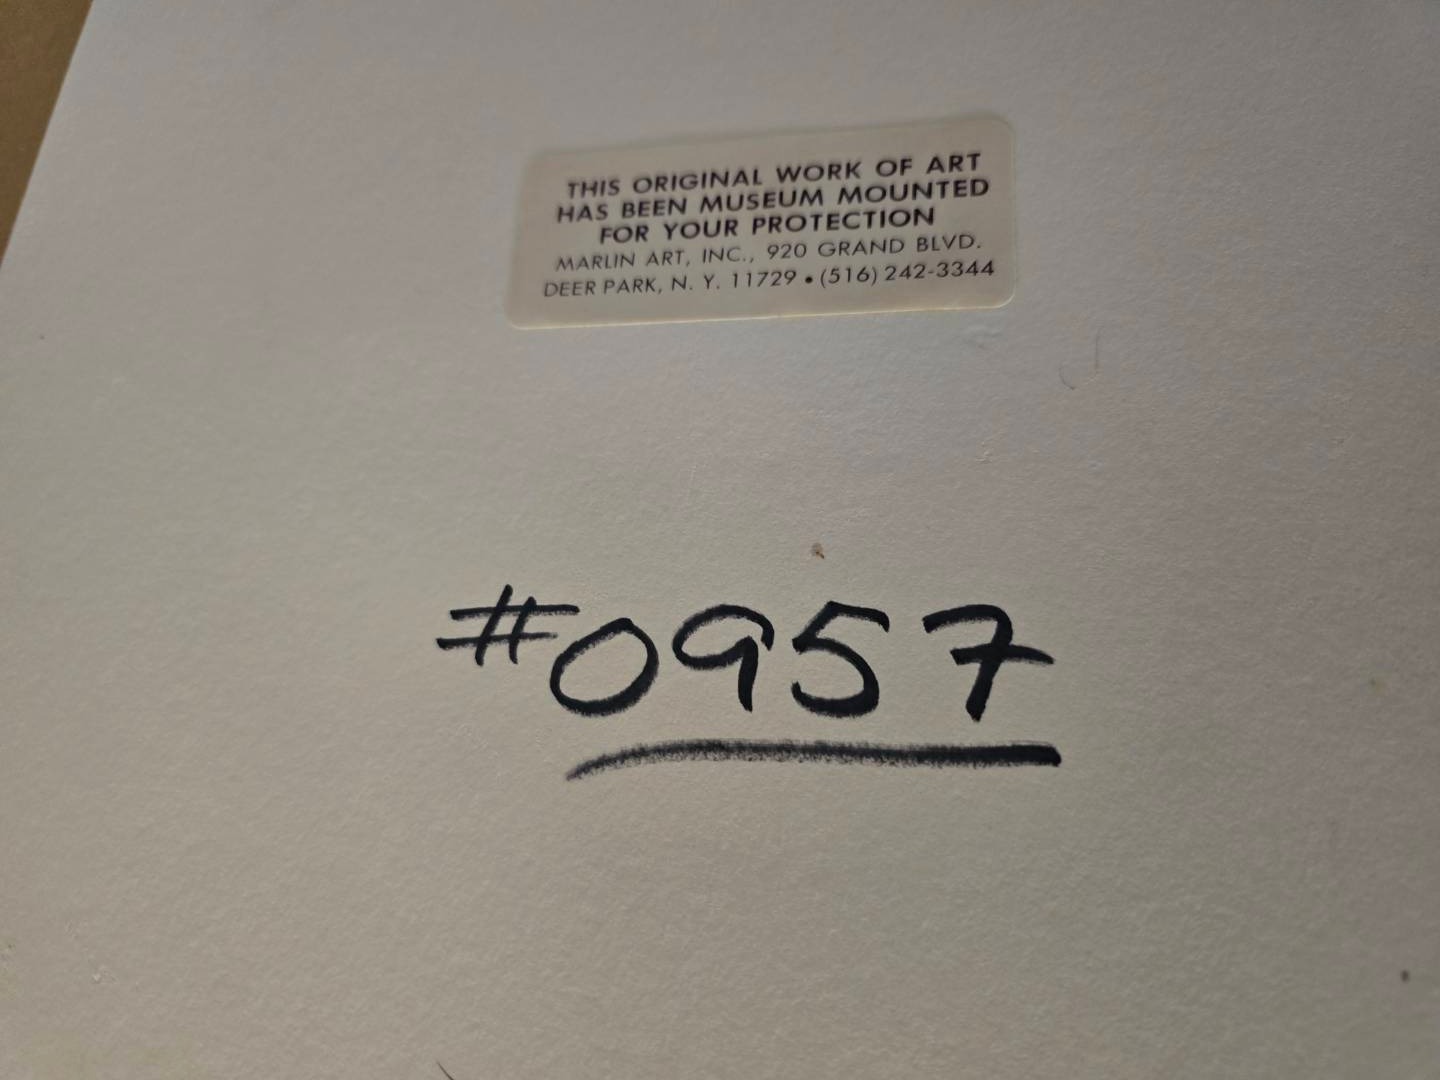 THIS ORIGINAL WORK OF ART
HAS BEEN MUSEUM MOUNTED
FOR YOUR PROTECTION
MARLIN ART, INC., 920 GRAND BLVD.
DEER PARK, N. Y. 11729 • (516) 242-3344
#0957